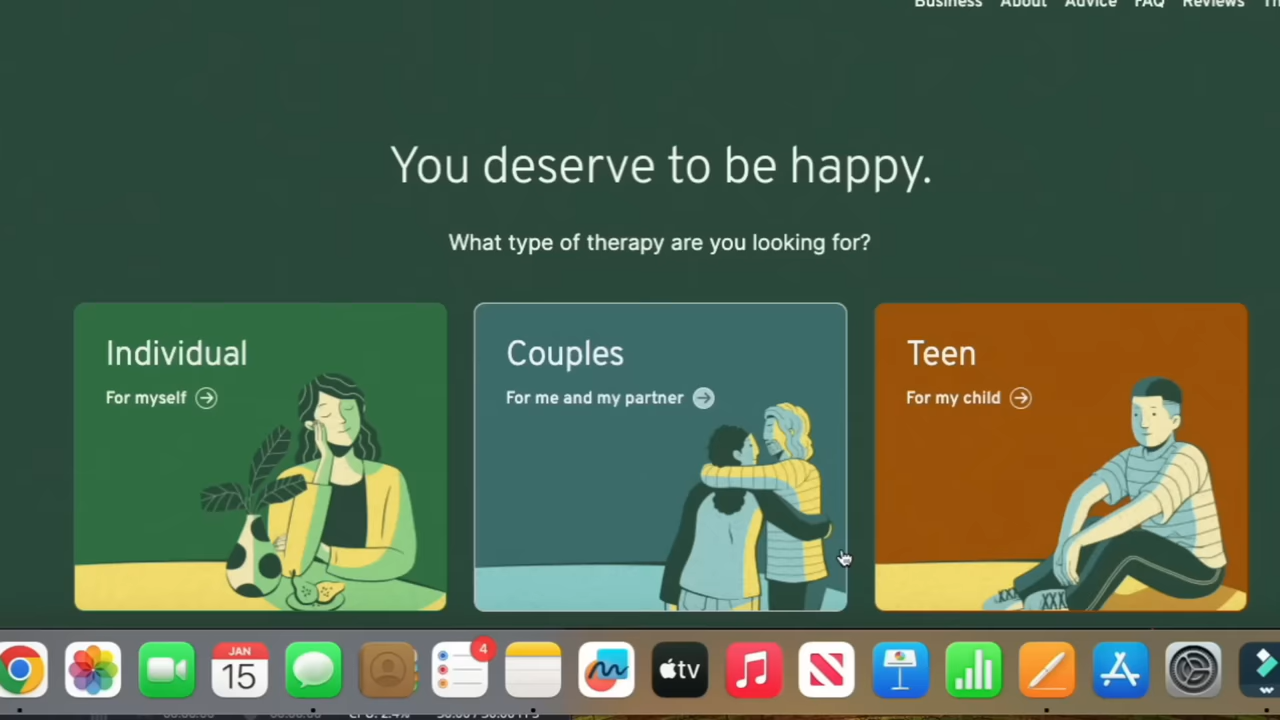 Business About Advice FAQ Reviews
You deserve to be happy.
What type of therapy are you looking for?
Individual
For myself
Couples
For me and my partner
Teen
For my child
4
JAN
15
tv